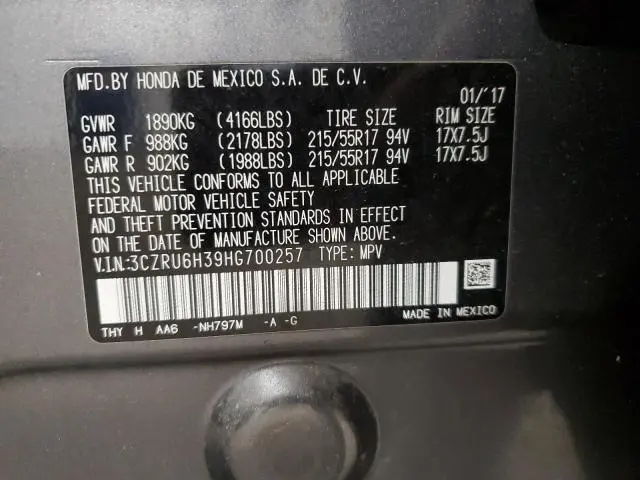 MFD.BY HONDA DE MEXICO S.A. DE C.V.
01/'17
GVWR 1890KG (4166LBS) TIRE SIZE RIM SIZE
GAWR F 988KG (2178LBS) 215/55R17 94V 17X7.5J
GAWR R 902KG (1988LBS) 215/55R17 94V 17X7.5J
THIS VEHICLE CONFORMS TO ALL APPLICABLE
FEDERAL MOTOR VEHICLE SAFETY
AND THEFT PREVENTION STANDARDS IN EFFECT
ON THE DATE OF MANUFACTURE SHOWN ABOVE.
V.I.N.:3CZRU6H39HG700257 TYPE: MPV
THY H AA6 -NH797M -A -G MADE IN MEXICO